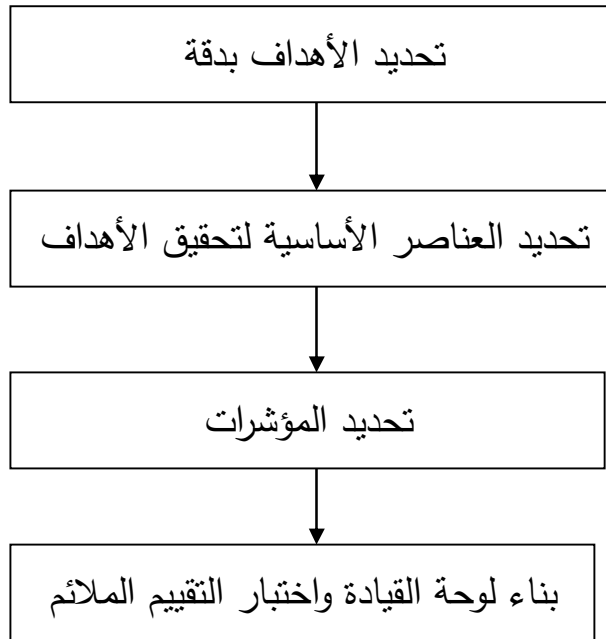 تحديد الأهداف بدقة
تحديد العناصر الأساسية لتحقيق الأهداف
تحديد المؤشرات
بناء لوحة القيادة واختبار التقييم الملائم